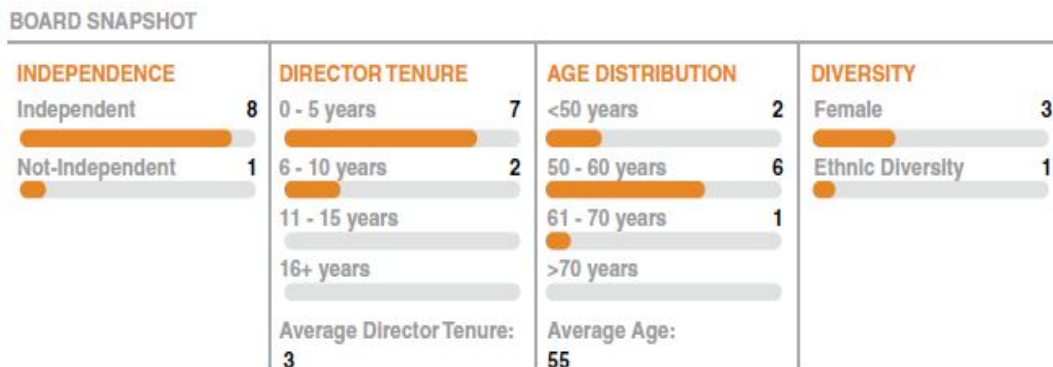 BOARD SNAPSHOT
INDEPENDENCE
Independent 8
Not-Independent 1
DIRECTOR TENURE
0 - 5 years 7
6 - 10 years 2
11 - 15 years
16+ years
Average Director Tenure:
3
AGE DISTRIBUTION
<50 years 2
50 - 60 years 6
61 - 70 years 1
>70 years
Average Age:
55
DIVERSITY
Female 3
Ethnic Diversity 1